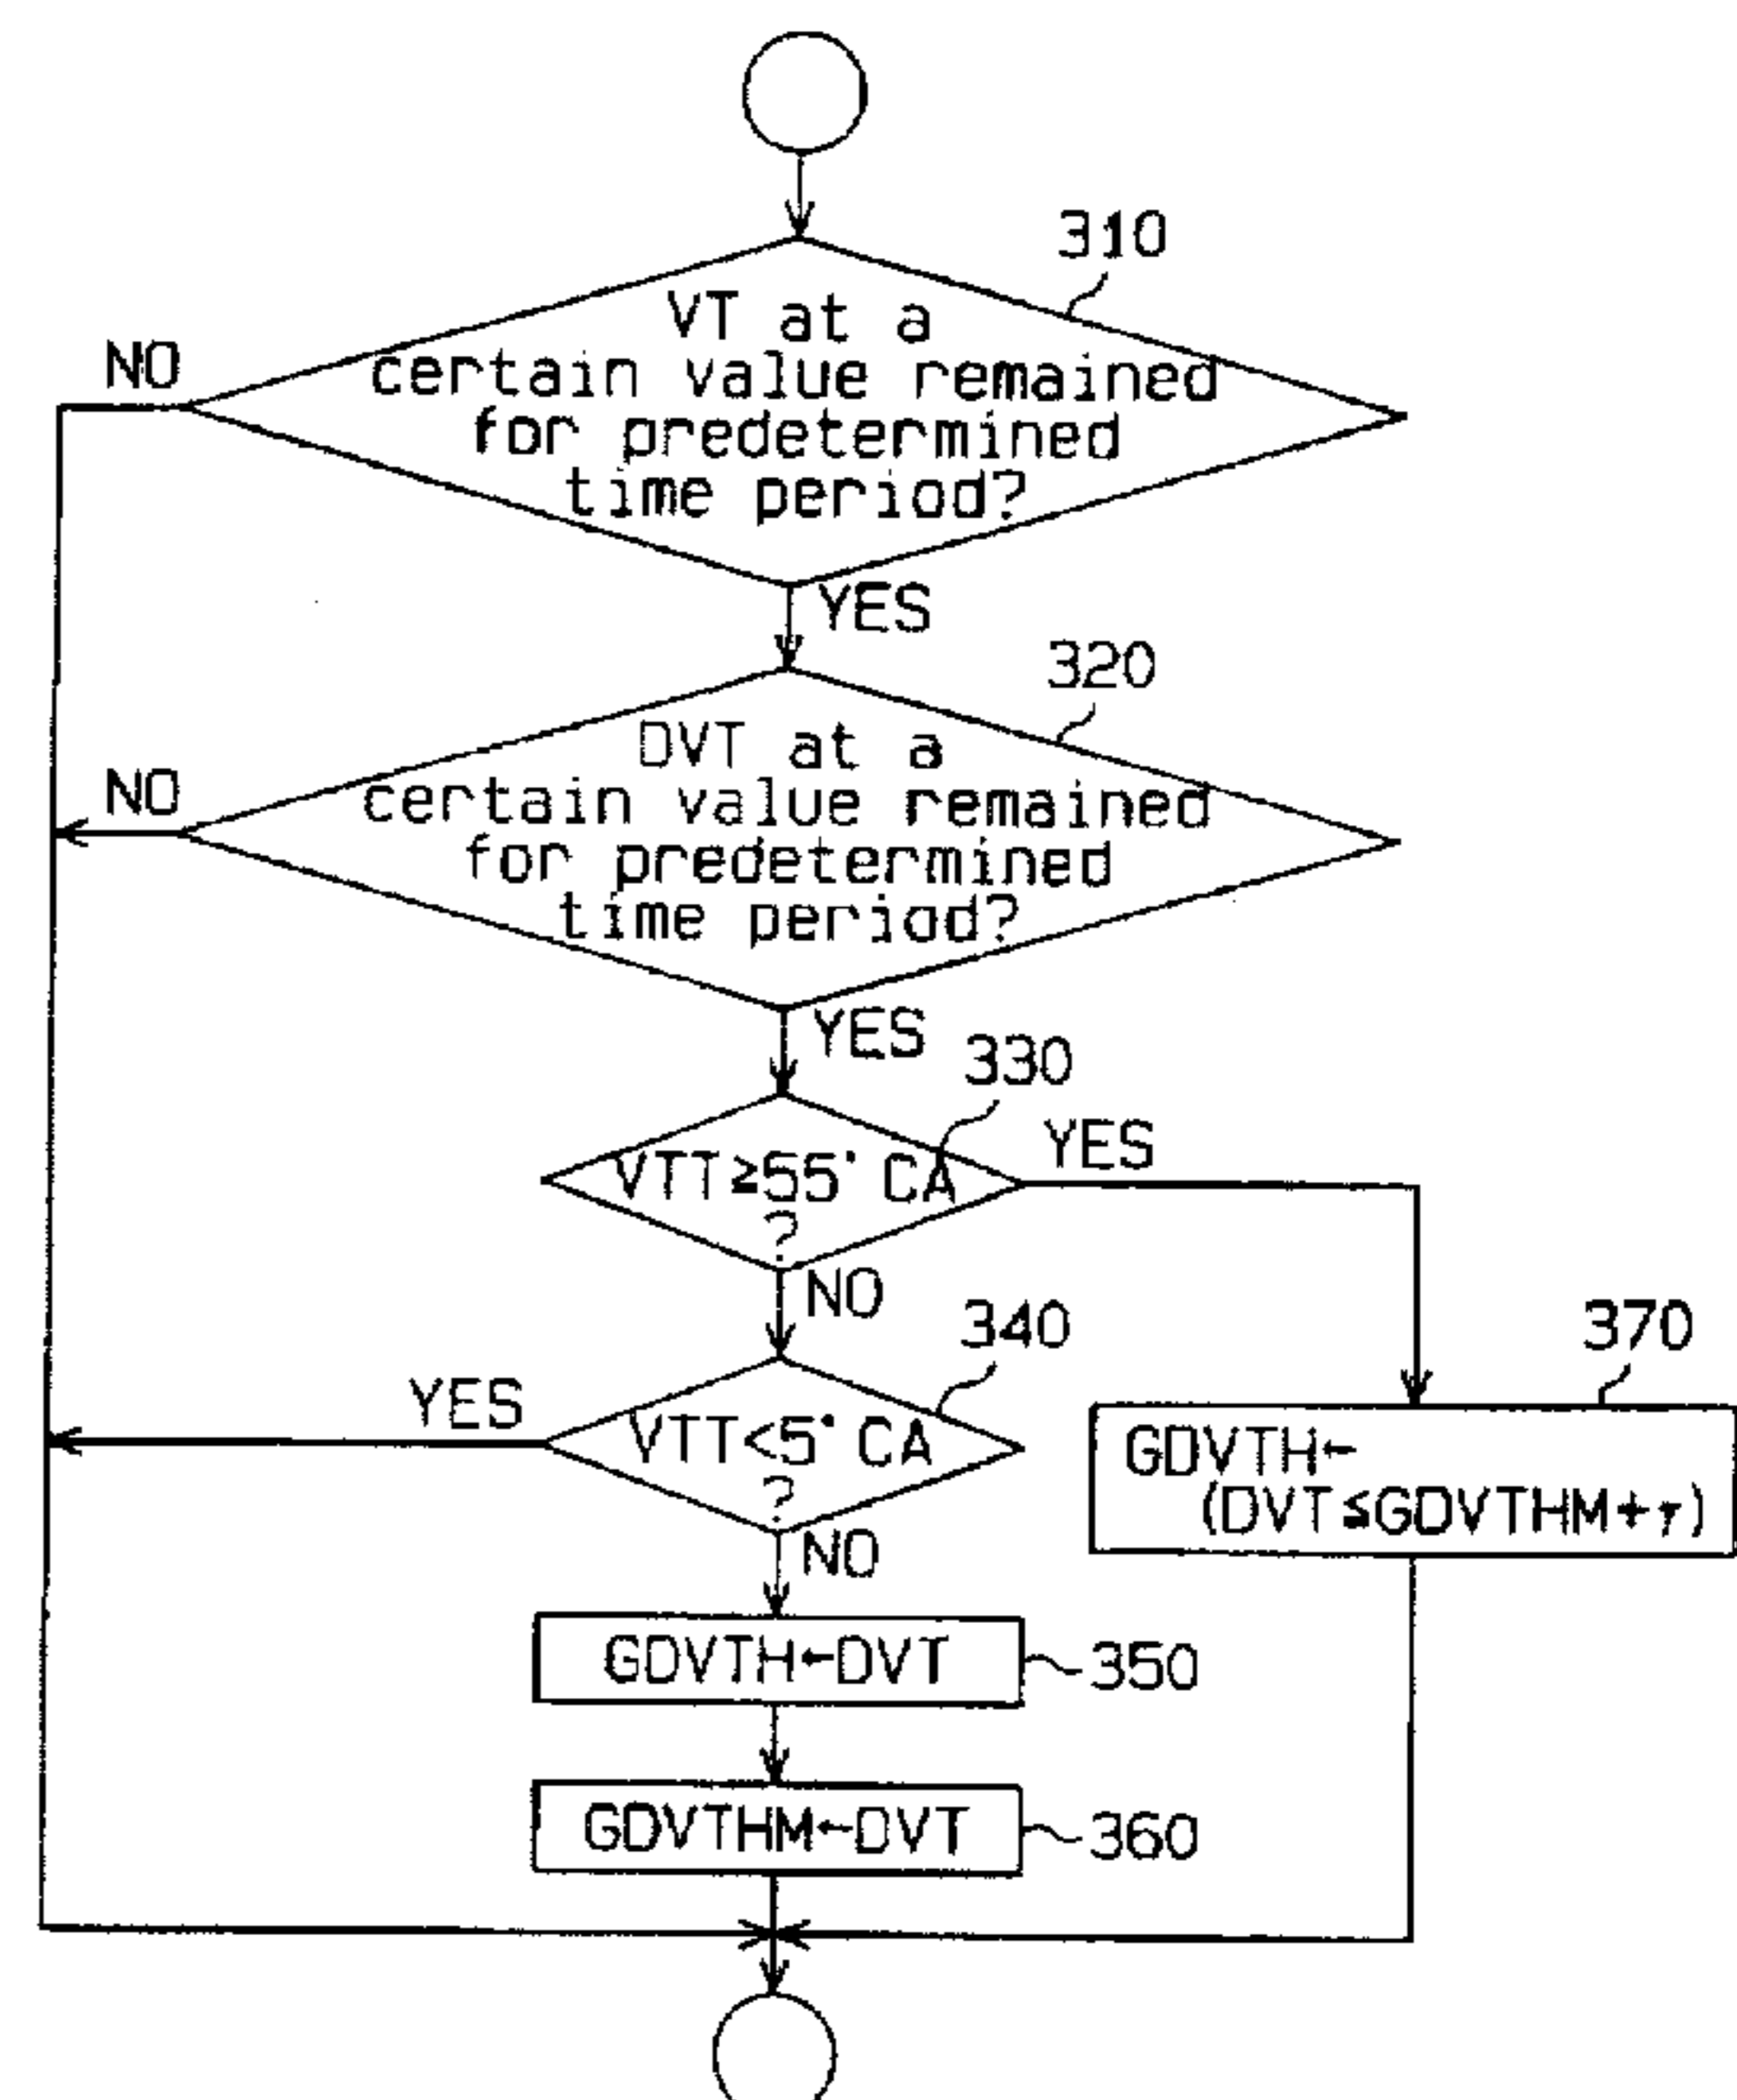 310
VT at a
certain value remained
for predetermined
time period?
NO
YES
320
DVT at a
certain value remained
for predetermined
time period?
NO
YES
330
VTT≧55° CA
?
YES
NO
340
VTT<5° CA
?
YES
NO
370
GDVTH←
(DVT≦GDVTHM+γ)
GDVTH←DVT
350
GDVTHM←DVT
360